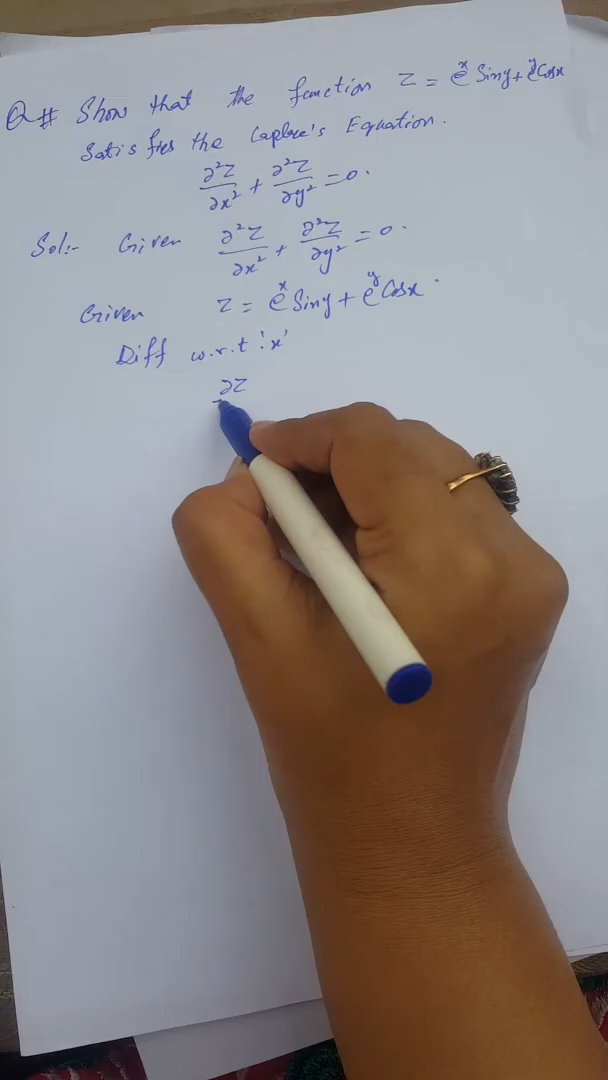 Q# Show that the function Z = e^x Siny + e^y Cosx
Satisfies the Laplace's Equation.
∂²Z/∂x² + ∂²Z/∂y² = 0.
Sol:- Given ∂²Z/∂x² + ∂²Z/∂y² = 0.
Given Z = e^x Siny + e^y Cosx.
Diff w.r.t 'x'
∂Z